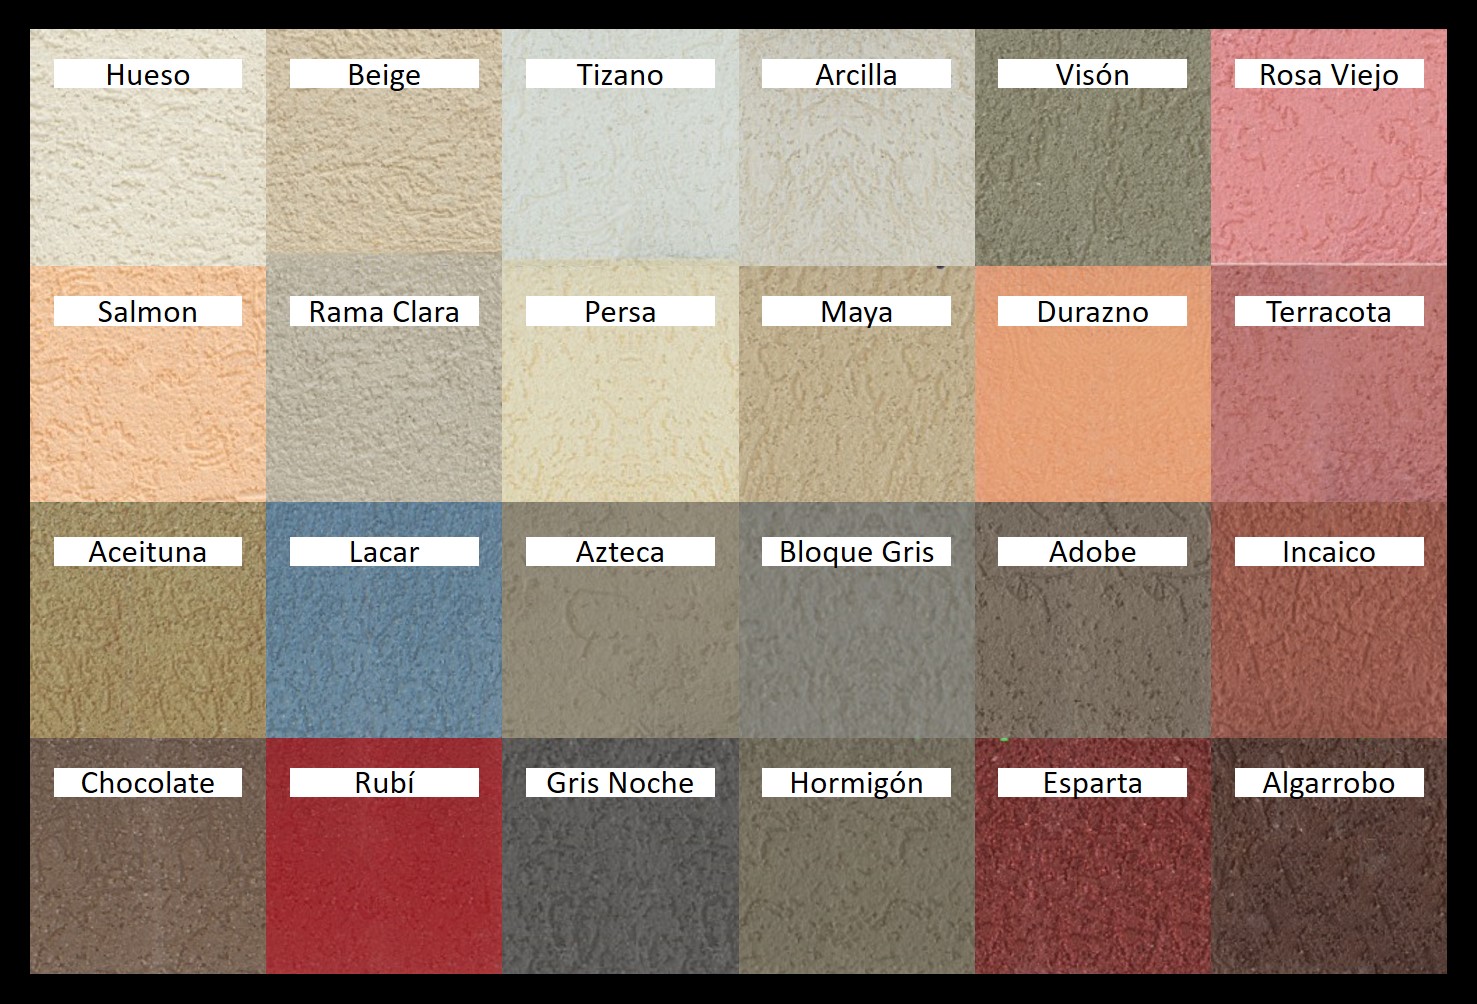 Hueso
Beige
Tizano
Arcilla
Visón
Rosa Viejo
Salmon
Rama Clara
Persa
Maya
Durazno
Terracota
Aceituna
Lacar
Azteca
Bloque Gris
Adobe
Incaico
Chocolate
Rubí
Gris Noche
Hormigón
Esparta
Algarrobo